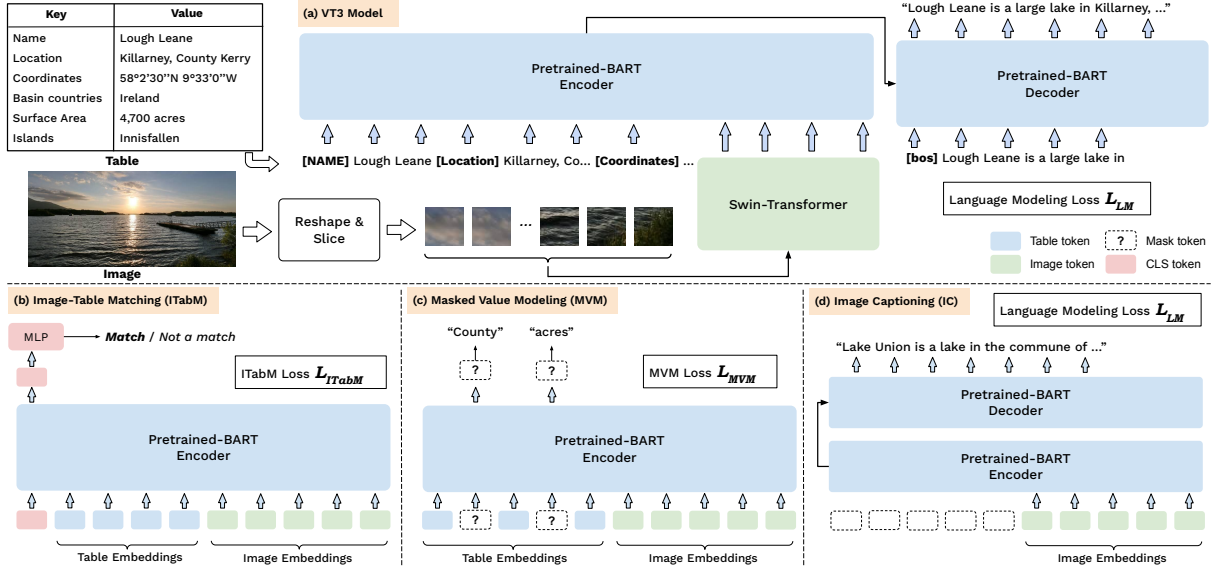 Key Value
Name Lough Leane
Location Killarney, County Kerry
Coordinates 58°2'30''N 9°33'0''W
Basin countries Ireland
Surface Area 4,700 acres
Islands Innisfallen
Table
Image
Reshape &
Slice
...
(a) VT3 Model
Pretrained-BART
Encoder
[NAME] Lough Leane [Location] Killarney, Co... [Coordinates] ...
Swin-Transformer
"Lough Leane is a large lake in Killarney, ..."
Pretrained-BART
Decoder
[bos] Lough Leane is a large lake in
Language Modeling Loss L_LM
Table token
? Mask token
Image token
CLS token
(b) Image-Table Matching (ITabM)
MLP
Match / Not a match
ITabM Loss L_ITabM
Pretrained-BART
Encoder
Table Embeddings
Image Embeddings
(c) Masked Value Modeling (MVM)
"County" "acres"
? ?
MVM Loss L_MVM
Pretrained-BART
Encoder
? ?
Table Embeddings
Image Embeddings
(d) Image Captioning (IC)
Language Modeling Loss L_LM
"Lake Union is a lake in the commune of ..."
Pretrained-BART
Decoder
Pretrained-BART
Encoder
Image Embeddings